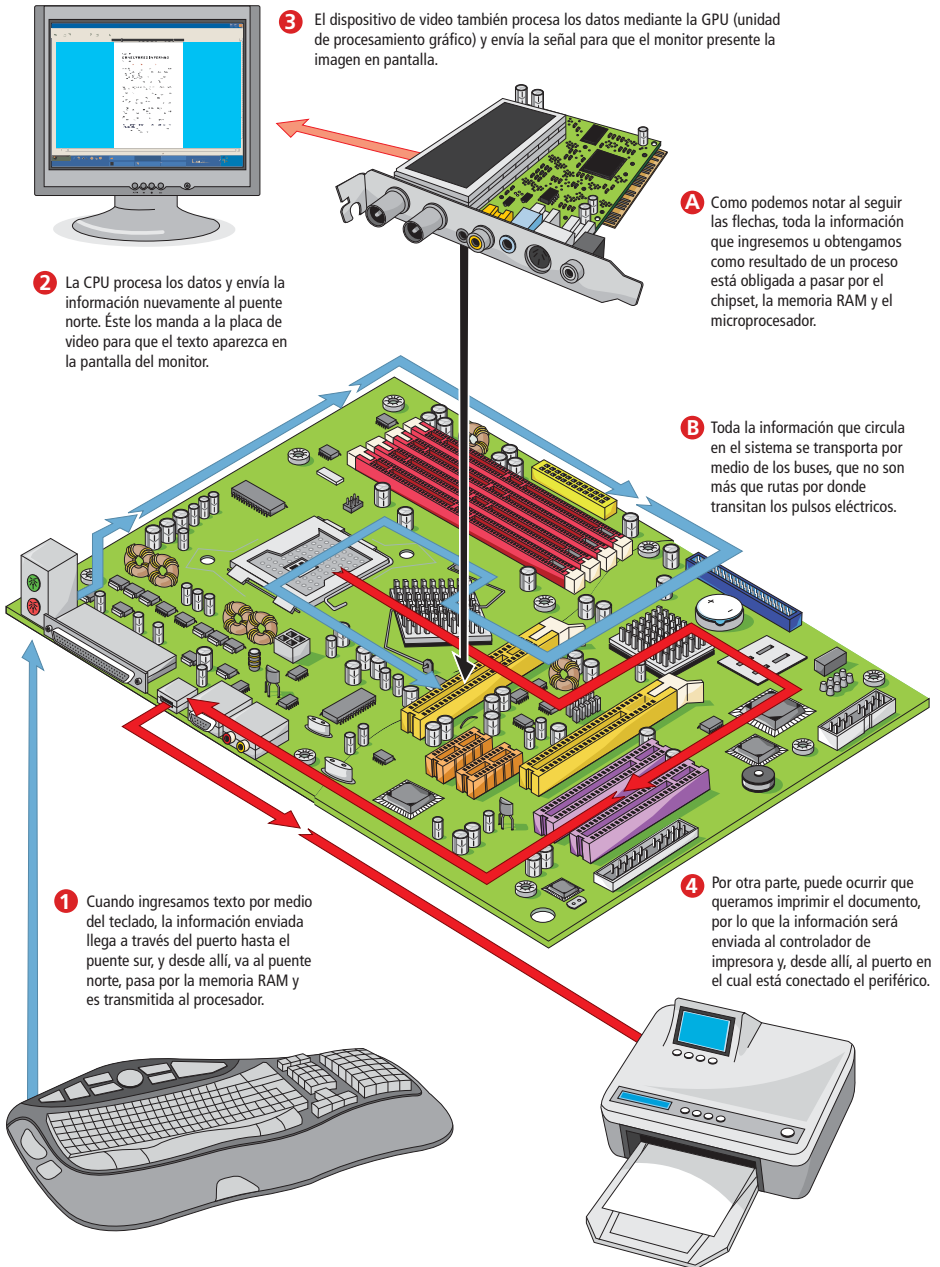 3 El dispositivo de video también procesa los datos mediante la GPU (unidad
de procesamiento gráfico) y envía la señal para que el monitor presente la
imagen en pantalla.
A Como podemos notar al seguir
las flechas, toda la información
que ingresemos u obtengamos
como resultado de un proceso
está obligada a pasar por el
chipset, la memoria RAM y el
microprocesador.
2 La CPU procesa los datos y envía la
información nuevamente al puente
norte. Éste los manda a la placa de
video para que el texto aparezca en
la pantalla del monitor.
B Toda la información que circula
en el sistema se transporta por
medio de los buses, que no son
más que rutas por donde
transitan los pulsos eléctricos.
1 Cuando ingresamos texto por medio
del teclado, la información enviada
llega a través del puerto hasta el
puente sur, y desde allí, va al puente
norte, pasa por la memoria RAM y
es transmitida al procesador.
4 Por otra parte, puede ocurrir que
queramos imprimir el documento,
por lo que la información será
enviada al controlador de
impresora y, desde allí, al puerto en
el cual está conectado el periférico.